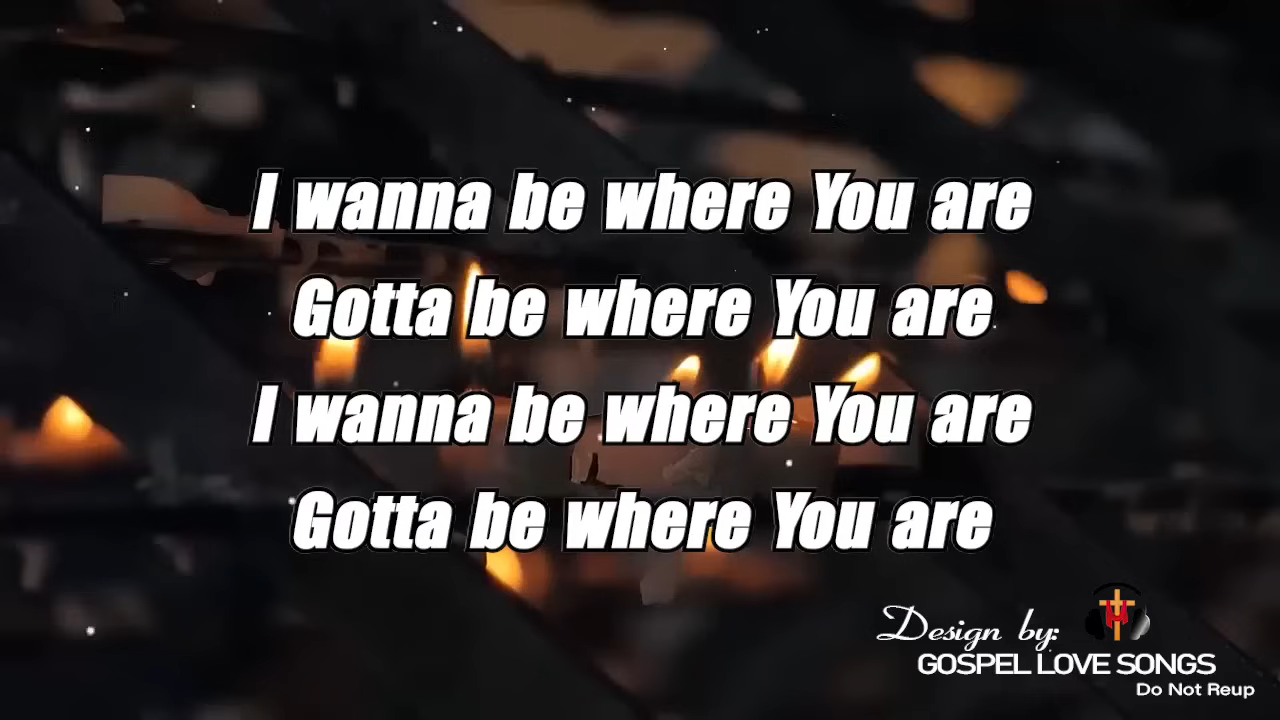 I wanna be where You are
Gotta be where You are
I wanna be where You are
Gotta be where You are
Design by:
GOSPEL LOVE SONGS
Do Not Reup